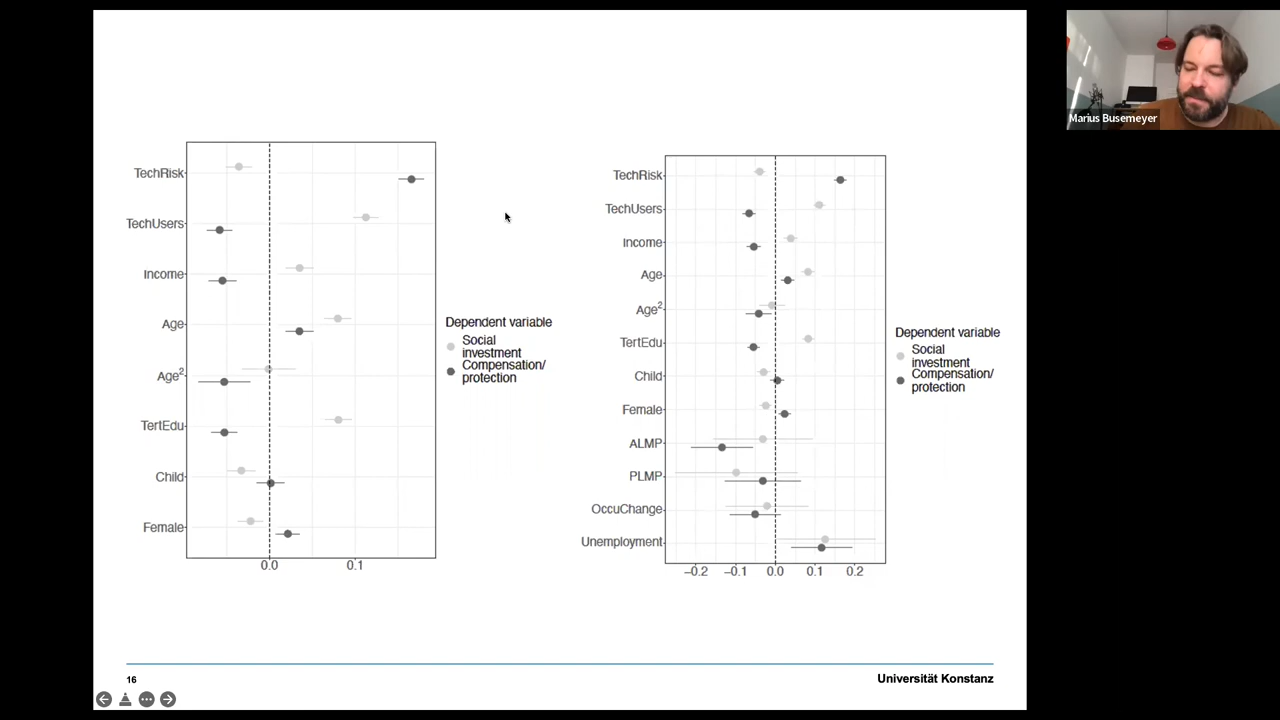 Marius Busemeyer
TechRisk
TechUsers
Income
Age
Age²
TertEdu
Child
Female
0.0 0.1
Dependent variable
Social
investment
Compensation/
protection
TechRisk
TechUsers
Income
Age
Age²
TertEdu
Child
Female
ALMP
PLMP
OccuChange
Unemployment
−0.2 −0.1 0.0 0.1 0.2
Dependent variable
Social
investment
Compensation/
protection
16
Universität Konstanz